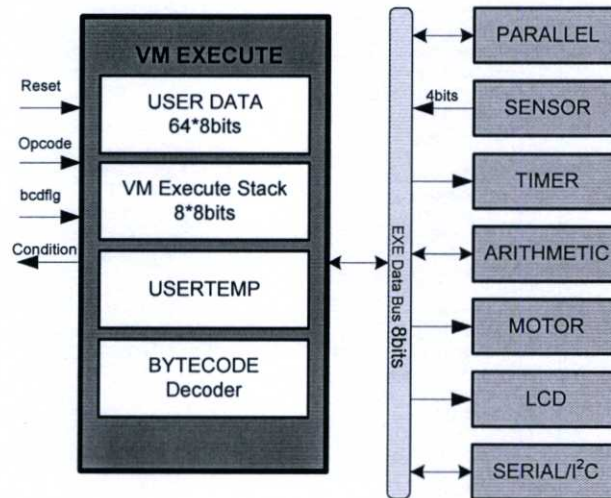 VM EXECUTE
Reset
Opcode
bcdflg
Condition
USER DATA
64*8bits
VM Execute Stack
8*8bits
USERTEMP
BYTECODE
Decoder
EXE Data Bus 8bits
4bits
PARALLEL
SENSOR
TIMER
ARITHMETIC
MOTOR
LCD
SERIAL/I²C